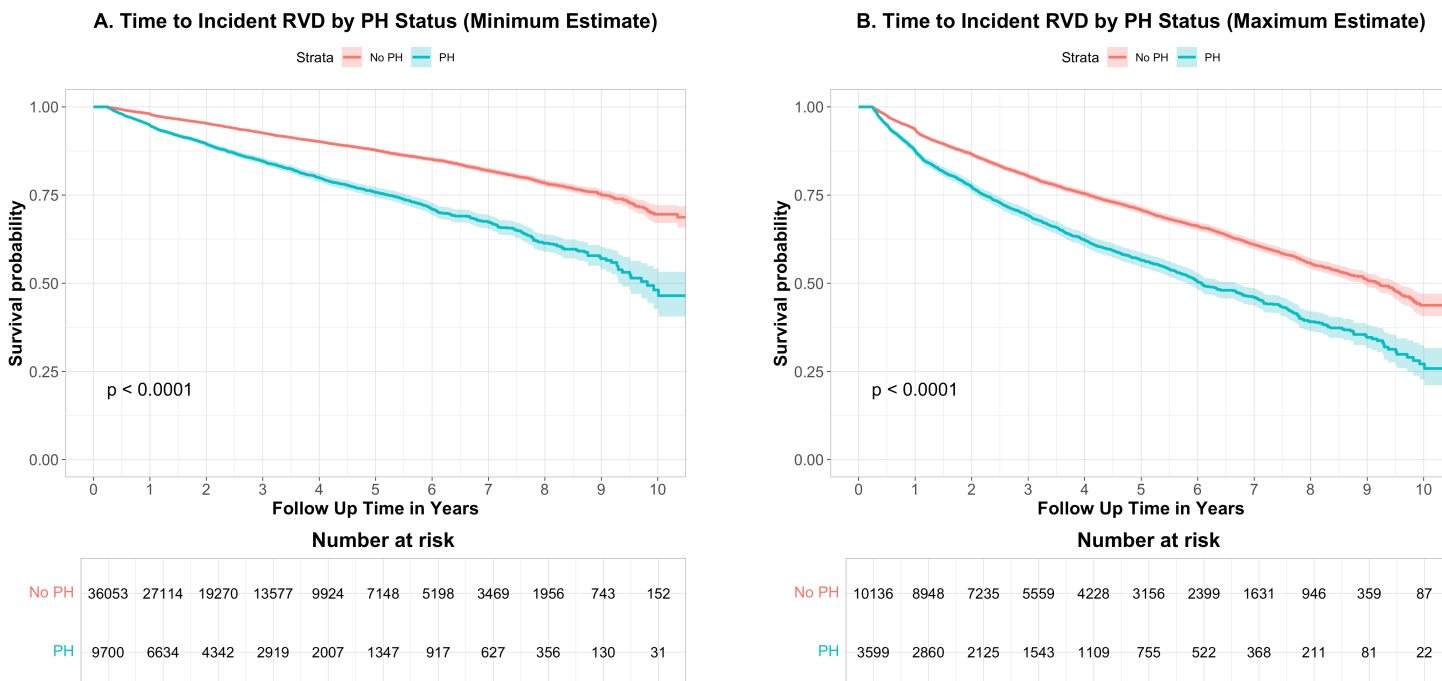 A. Time to Incident RVD by PH Status (Minimum Estimate)
Strata No PH PH
Survival probability
1.00
0.75
0.50
0.25
0.00
p < 0.0001
0 1 2 3 4 5 6 7 8 9 10
Follow Up Time in Years
Number at risk
No PH 36053 27114 19270 13577 9924 7148 5198 3469 1956 743 152
PH 9700 6634 4342 2919 2007 1347 917 627 356 130 31
B. Time to Incident RVD by PH Status (Maximum Estimate)
Strata No PH PH
Survival probability
1.00
0.75
0.50
0.25
0.00
p < 0.0001
0 1 2 3 4 5 6 7 8 9 10
Follow Up Time in Years
Number at risk
No PH 10136 8948 7235 5559 4228 3156 2399 1631 946 359 87
PH 3599 2860 2125 1543 1109 755 522 368 211 81 22